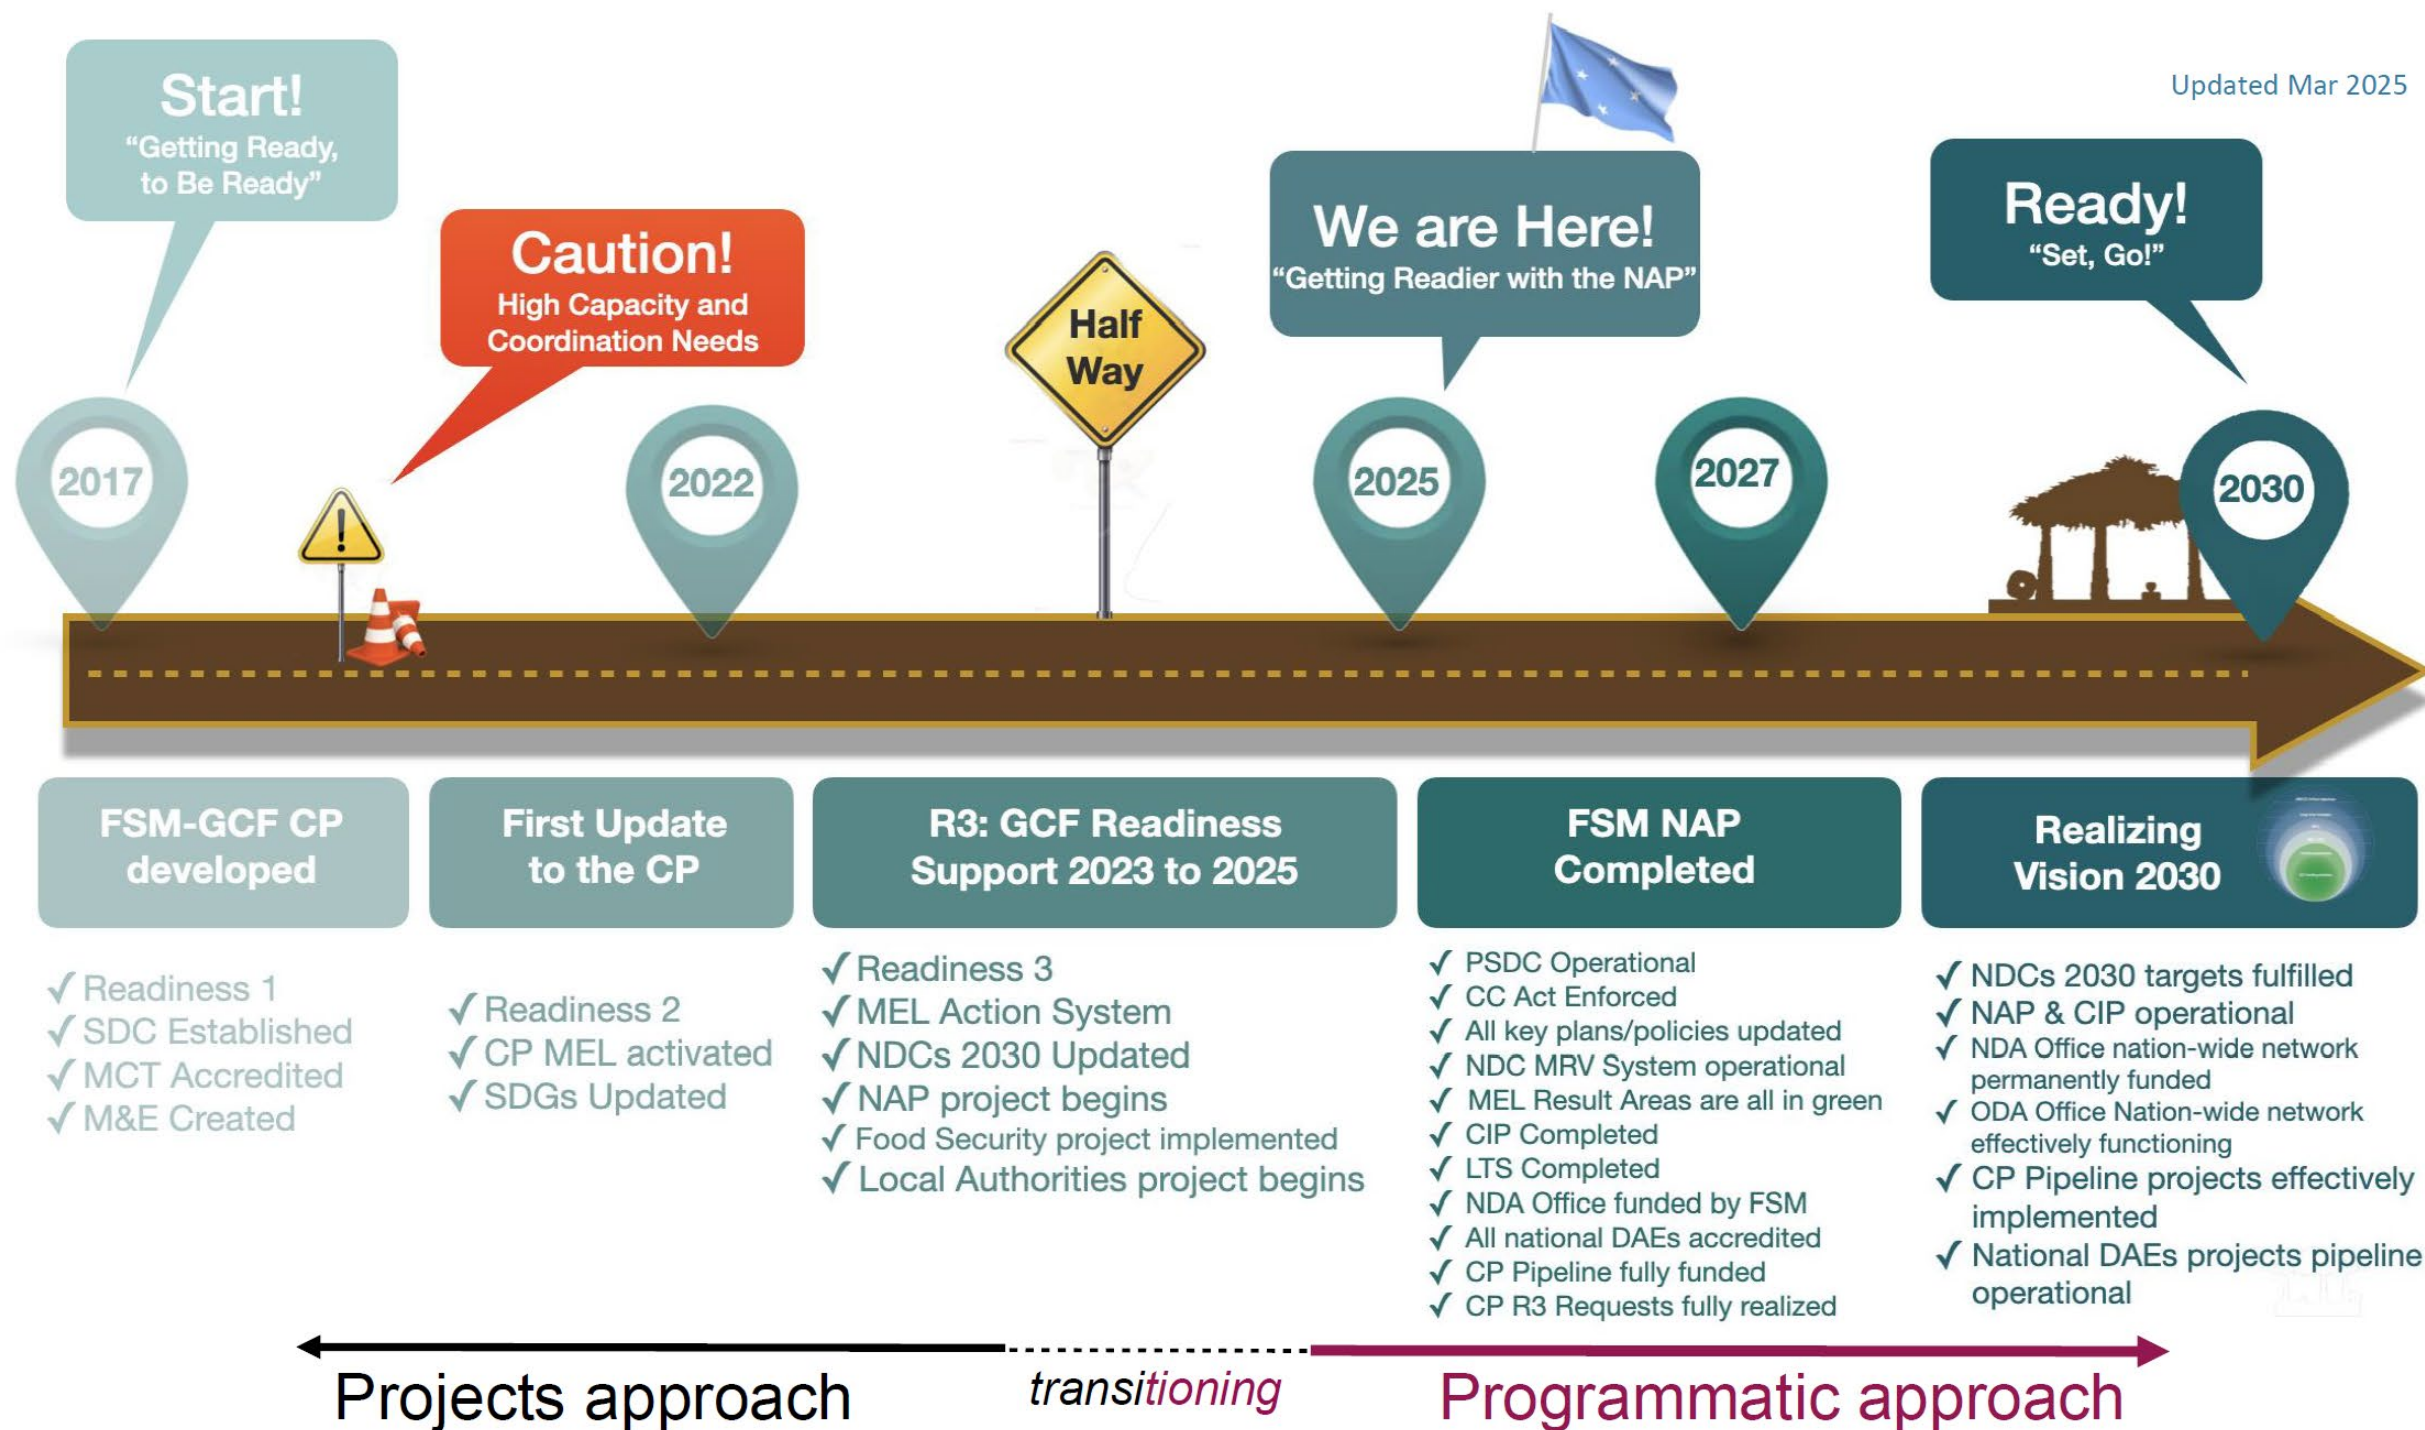 Updated Mar 2025
Start!
“Getting Ready,
to Be Ready”
Caution!
High Capacity and
Coordination Needs
Half
Way
We are Here!
“Getting Readier with the NAP”
Ready!
“Set, Go!”
2017
2022
2025
2027
2030
FSM-GCF CP
developed
✓ Readiness 1
✓ SDC Established
✓ MCT Accredited
✓ M&E Created
First Update
to the CP
✓ Readiness 2
✓ CP MEL activated
✓ SDGs Updated
R3: GCF Readiness
Support 2023 to 2025
✓ Readiness 3
✓ MEL Action System
✓ NDCs 2030 Updated
✓ NAP project begins
✓ Food Security project implemented
✓ Local Authorities project begins
FSM NAP
Completed
✓ PSDC Operational
✓ CC Act Enforced
✓ All key plans/policies updated
✓ NDC MRV System operational
✓ MEL Result Areas are all in green
✓ CIP Completed
✓ LTS Completed
✓ NDA Office funded by FSM
✓ All national DAEs accredited
✓ CP Pipeline fully funded
✓ CP R3 Requests fully realized
Realizing
Vision 2030
✓ NDCs 2030 targets fulfilled
✓ NAP & CIP operational
✓ NDA Office nation-wide network
permanently funded
✓ ODA Office Nation-wide network
effectively functioning
✓ CP Pipeline projects effectively
implemented
✓ National DAEs projects pipeline
operational
Projects approach
transitioning
Programmatic approach